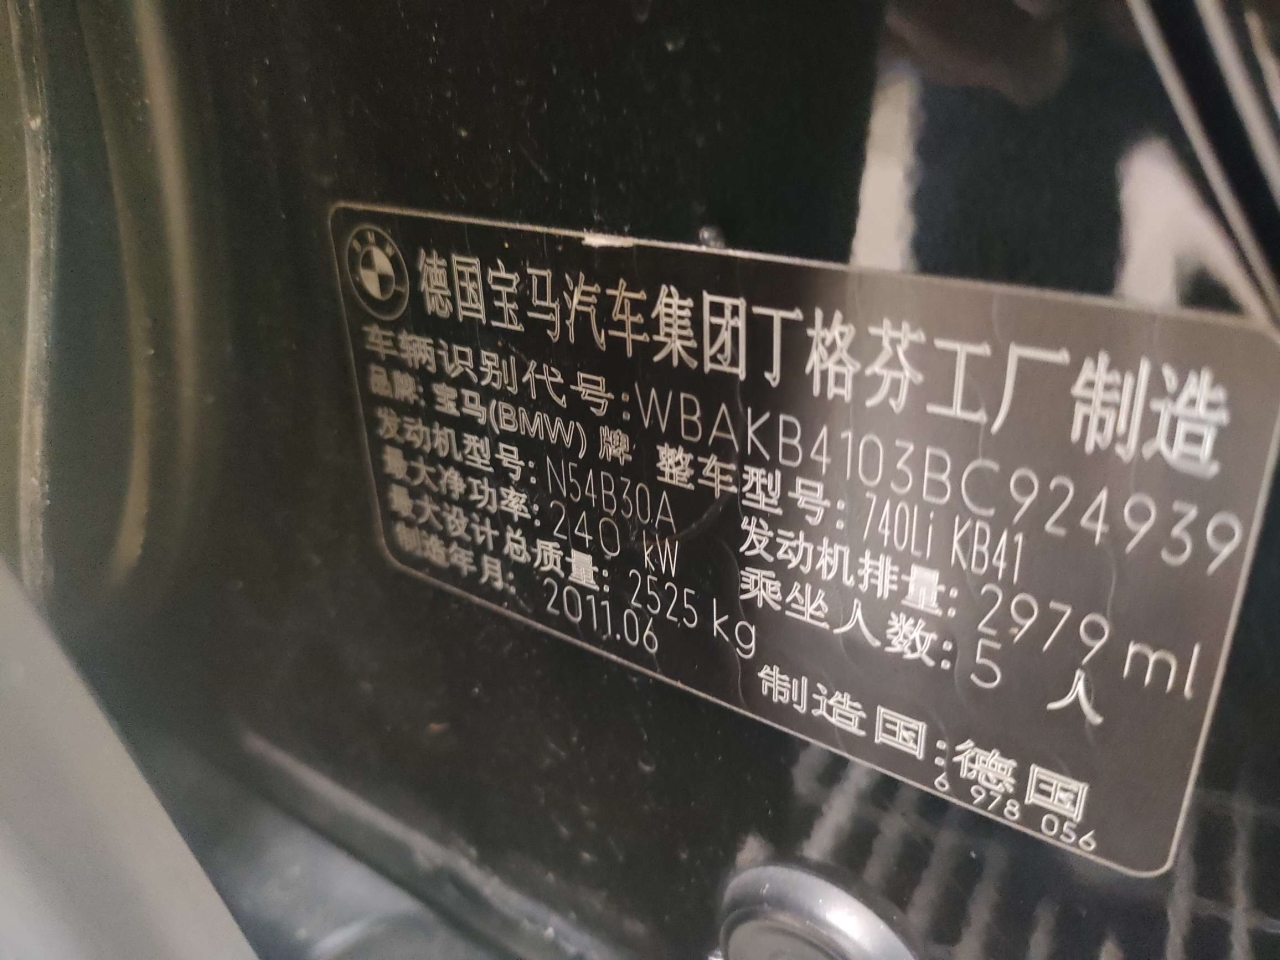 BMW
德国宝马汽车集团丁格芬工厂制造
车辆识别代号:WBAKB4103BC924939
品牌:宝马(BMW)牌 整车型号:740Li KB41
发动机型号:N54B30A 发动机排量:2979 ml
最大净功率:240 kW 乘坐人数:5 人
最大设计总质量:2525 kg
制造年月:2011.06
制造国:德国
6 978 056